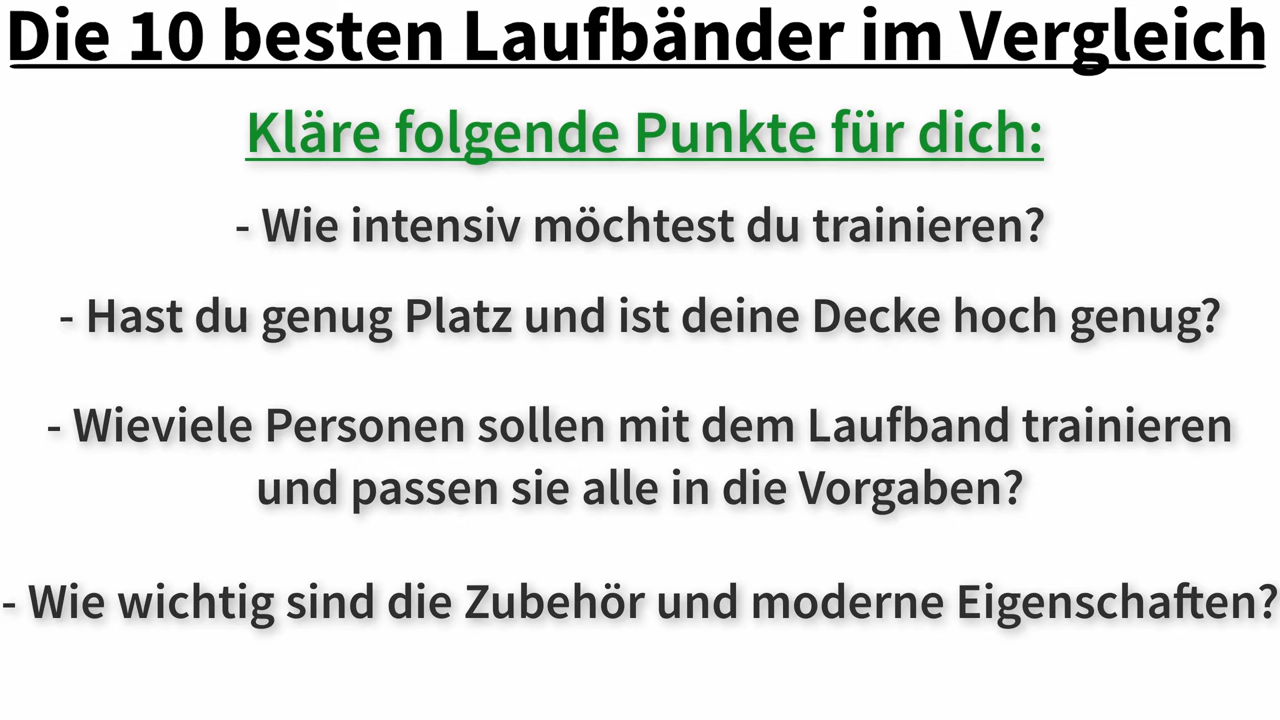 Die 10 besten Laufbänder im Vergleich
Kläre folgende Punkte für dich:
- Wie intensiv möchtest du trainieren?
- Hast du genug Platz und ist deine Decke hoch genug?
- Wieviele Personen sollen mit dem Laufband trainieren
und passen sie alle in die Vorgaben?
- Wie wichtig sind die Zubehör und moderne Eigenschaften?